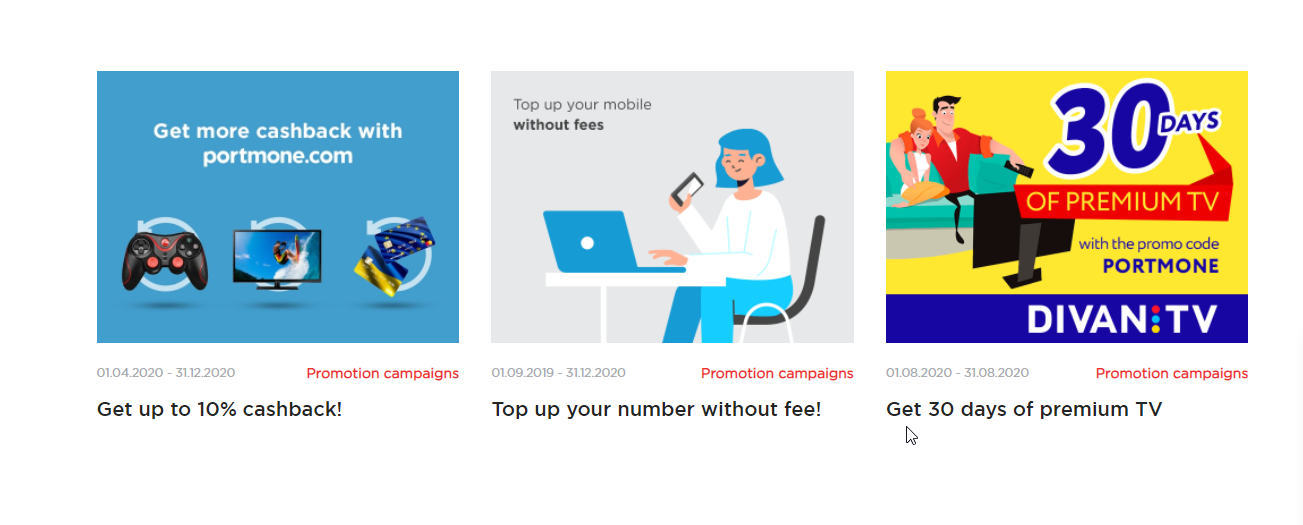 Get more cashback with
portmone.com
01.04.2020 - 31.12.2020
Promotion campaigns
Get up to 10% cashback!
Top up your mobile
without fees
01.09.2019 - 31.12.2020
Promotion campaigns
Top up your number without fee!
30 DAYS
OF PREMIUM TV
with the promo code
PORTMONE
DIVAN TV
01.08.2020 - 31.08.2020
Promotion campaigns
Get 30 days of premium TV